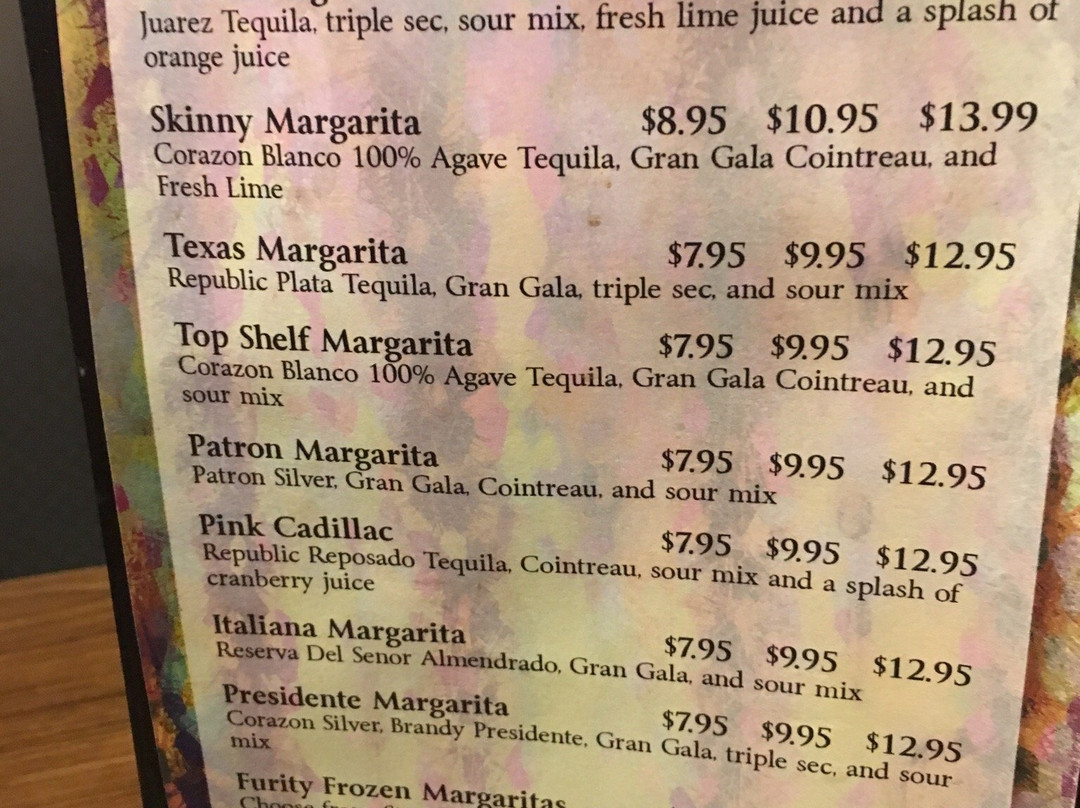 Juarez Tequila, triple sec, sour mix, fresh lime juice and a splash of
orange juice
Skinny Margarita $8.95 $10.95 $13.99
Corazon Blanco 100% Agave Tequila, Gran Gala Cointreau, and
Fresh Lime
Texas Margarita $7.95 $9.95 $12.95
Republic Plata Tequila, Gran Gala, triple sec, and sour mix
Top Shelf Margarita $7.95 $9.95 $12.95
Corazon Blanco 100% Agave Tequila, Gran Gala Cointreau, and
sour mix
Patron Margarita $7.95 $9.95 $12.95
Patron Silver, Gran Gala, Cointreau, and sour mix
Pink Cadillac $7.95 $9.95 $12.95
Republic Reposado Tequila, Cointreau, sour mix and a splash of
cranberry juice
Italiana Margarita $7.95 $9.95 $12.95
Reserva Del Senor Almendrado, Gran Gala, and sour mix
Presidente Margarita $7.95 $9.95 $12.95
Corazon Silver, Brandy Presidente, Gran Gala, triple sec, and sour
mix
Furity Frozen Margaritas